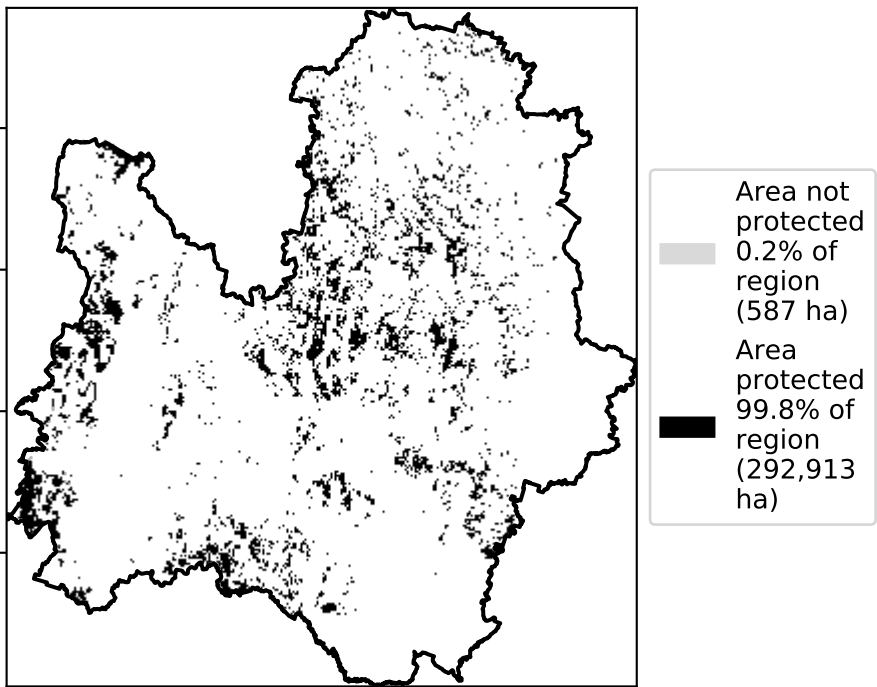 Area not
protected
0.2% of
region
(587 ha)
Area
protected
99.8% of
region
(292,913
ha)